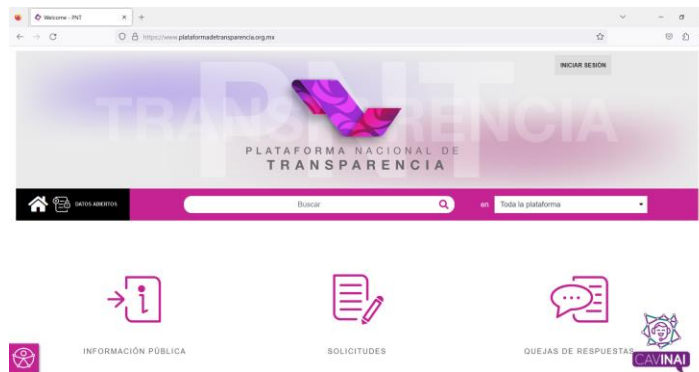 Welcome - PNT
https://www.plataformadetransparencia.org.mx
INICIAR SESIÓN
PNT
TRANSPARENCIA
PLATAFORMA NACIONAL DE
TRANSPARENCIA
DATOS ABIERTOS
Buscar
en
Toda la plataforma
INFORMACIÓN PÚBLICA
SOLICITUDES
QUEJAS DE RESPUESTAS
CAVINAI